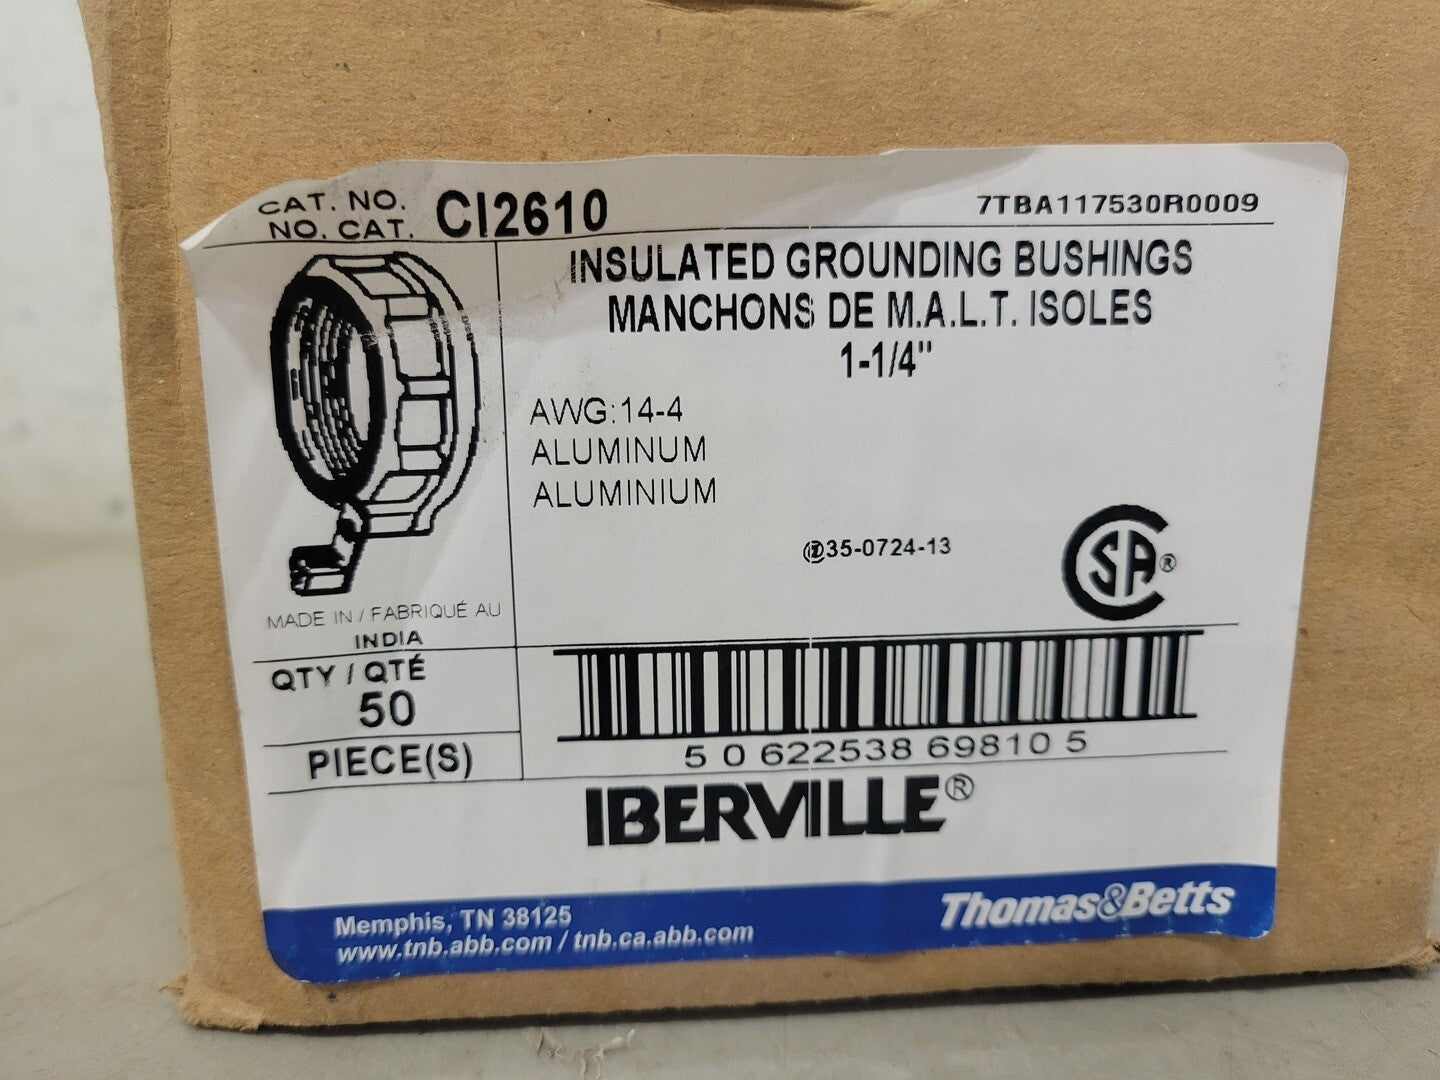 CAT. NO.
NO. CAT. CI2610
7TBA117530R0009
INSULATED GROUNDING BUSHINGS
MANCHONS DE M.A.L.T. ISOLES
1-1/4"
AWG:14-4
ALUMINUM
ALUMINIUM
35-0724-13
CSA®
MADE IN / FABRIQUÉ AU
INDIA
QTY / QTÉ
50
PIECE(S)
5 0 622538 69810 5
IBERVILLE®
Memphis, TN 38125
www.tnb.abb.com / tnb.ca.abb.com
Thomas&Betts